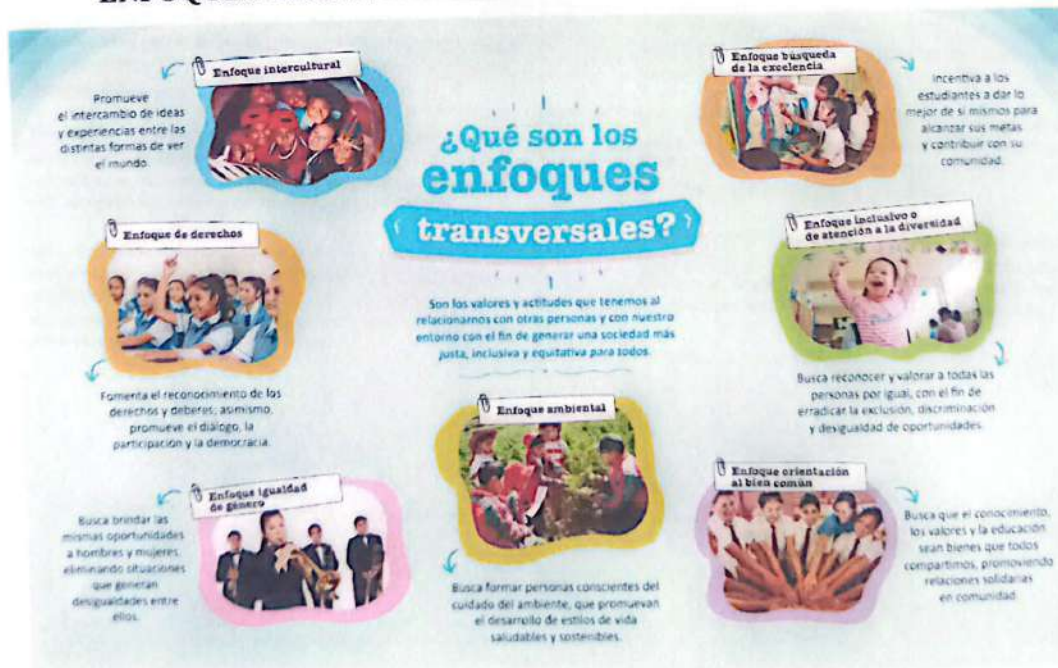 ¿Qué son los
enfoques
transversales?
Son los valores y actitudes que tenemos al
relacionarnos con otras personas y con nuestro
entorno con el fin de generar una sociedad más
justa, inclusiva y equitativa para todos.
Enfoque intercultural
Promueve
el intercambio de ideas
y experiencias entre las
distintas formas de ver
el mundo.
Enfoque búsqueda
de la excelencia
Incentiva a los
estudiantes a dar lo
mejor de sí mismos para
alcanzar sus metas
y contribuir con su
comunidad.
Enfoque de derechos
Fomenta el reconocimiento de los
derechos y deberes; asimismo,
promueve el diálogo, la
participación y la democracia.
Enfoque inclusivo o
de atención a la diversidad
Busca reconocer y valorar a todas las
personas por igual, con el fin de
erradicar la exclusión, discriminación
y desigualdad de oportunidades.
Enfoque igualdad
de género
Busca brindar las
mismas oportunidades
a hombres y mujeres,
eliminando situaciones
que generan
desigualdades entre
ellos.
Enfoque ambiental
Busca formar personas conscientes del
cuidado del ambiente, que promuevan
el desarrollo de estilos de vida
saludables y sostenibles.
Enfoque orientación
al bien común
Busca que el conocimiento,
los valores y la educación
sean bienes que todos
compartimos, promoviendo
relaciones solidarias
en comunidad.